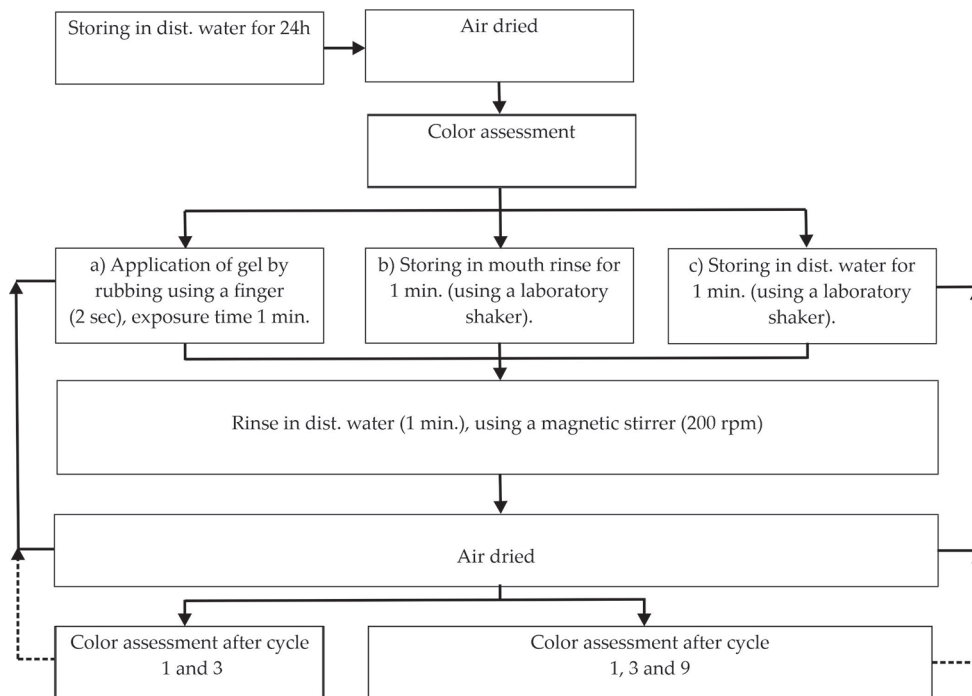 Storing in dist. water for 24h
Air dried
Color assessment
a) Application of gel by
rubbing using a finger
(2 sec), exposure time 1 min.
b) Storing in mouth rinse for
1 min. (using a laboratory
shaker).
c) Storing in dist. water for
1 min. (using a laboratory
shaker).
Rinse in dist. water (1 min.), using a magnetic stirrer (200 rpm)
Air dried
Color assessment after cycle
1 and 3
Color assessment after cycle
1, 3 and 9